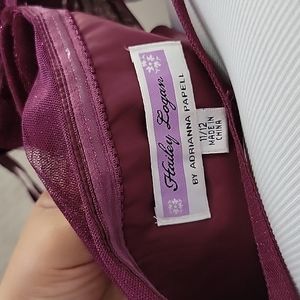 Hailey Logan
BY ADRIANNA PAPELL
11/12
MADE IN
CHINA